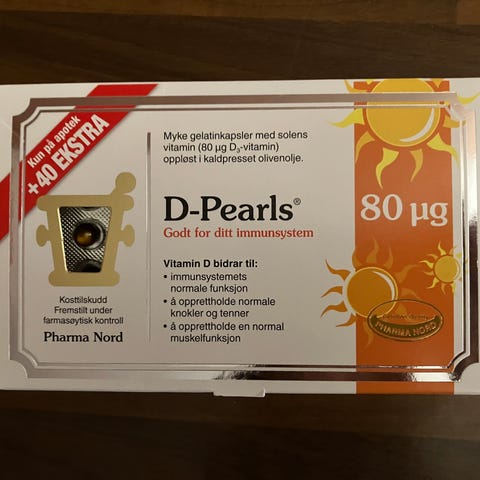 Kun på apotek
+40 EKSTRA
Myke gelatinkapsler med solens
vitamin (80 µg D₃-vitamin)
oppløst i kaldpresset olivenolje.
D-Pearls®
Godt for ditt immunsystem
80 µg
Vitamin D bidrar til:
• immunsystemets
normale funksjon
• å opprettholde normale
knokler og tenner
• å opprettholde en normal
muskelfunksjon
Kosttilskudd
Fremstilt under
farmasøytisk kontroll
Pharma Nord
PHARMA NORD